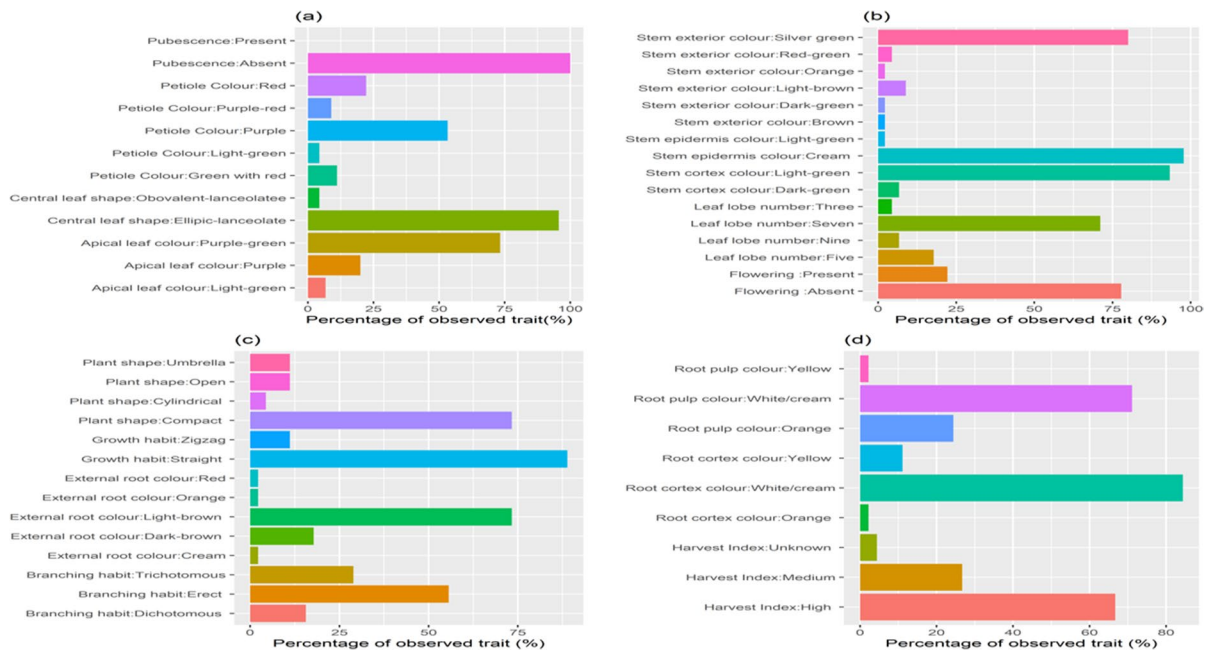 (a)
Pubescence:Present
Pubescence:Absent
Petiole Colour:Red
Petiole Colour:Purple-red
Petiole Colour:Purple
Petiole Colour:Light-green
Petiole Colour:Green with red
Central leaf shape:Obovalent-lanceolatee
Central leaf shape:Ellipic-lanceolate
Apical leaf colour:Purple-green
Apical leaf colour:Purple
Apical leaf colour:Light-green
0 25 50 75 100
Percentage of observed trait(%)
(b)
Stem exterior colour:Silver green
Stem exterior colour:Red-green
Stem exterior colour:Orange
Stem exterior colour:Light-brown
Stem exterior colour:Dark-green
Stem exterior colour:Brown
Stem epidermis colour:Light-green
Stem epidermis colour:Cream
Stem cortex colour:Light-green
Stem cortex colour:Dark-green
Leaf lobe number:Three
Leaf lobe number:Seven
Leaf lobe number:Nine
Leaf lobe number:Five
Flowering :Present
Flowering :Absent
0 25 50 75 100
Percentage of observed trait (%)
(c)
Plant shape:Umbrella
Plant shape:Open
Plant shape:Cylindrical
Plant shape:Compact
Growth habit:Zigzag
Growth habit:Straight
External root colour:Red
External root colour:Orange
External root colour:Light-brown
External root colour:Dark-brown
External root colour:Cream
Branching habit:Trichotomous
Branching habit:Erect
Branching habit:Dichotomous
0 25 50 75
Percentage of observed trait (%)
(d)
Root pulp colour:Yellow
Root pulp colour:White/cream
Root pulp colour:Orange
Root cortex colour:Yellow
Root cortex colour:White/cream
Root cortex colour:Orange
Harvest Index:Unknown
Harvest Index:Medium
Harvest Index:High
0 20 40 60 80
Percentage of observed trait (%)